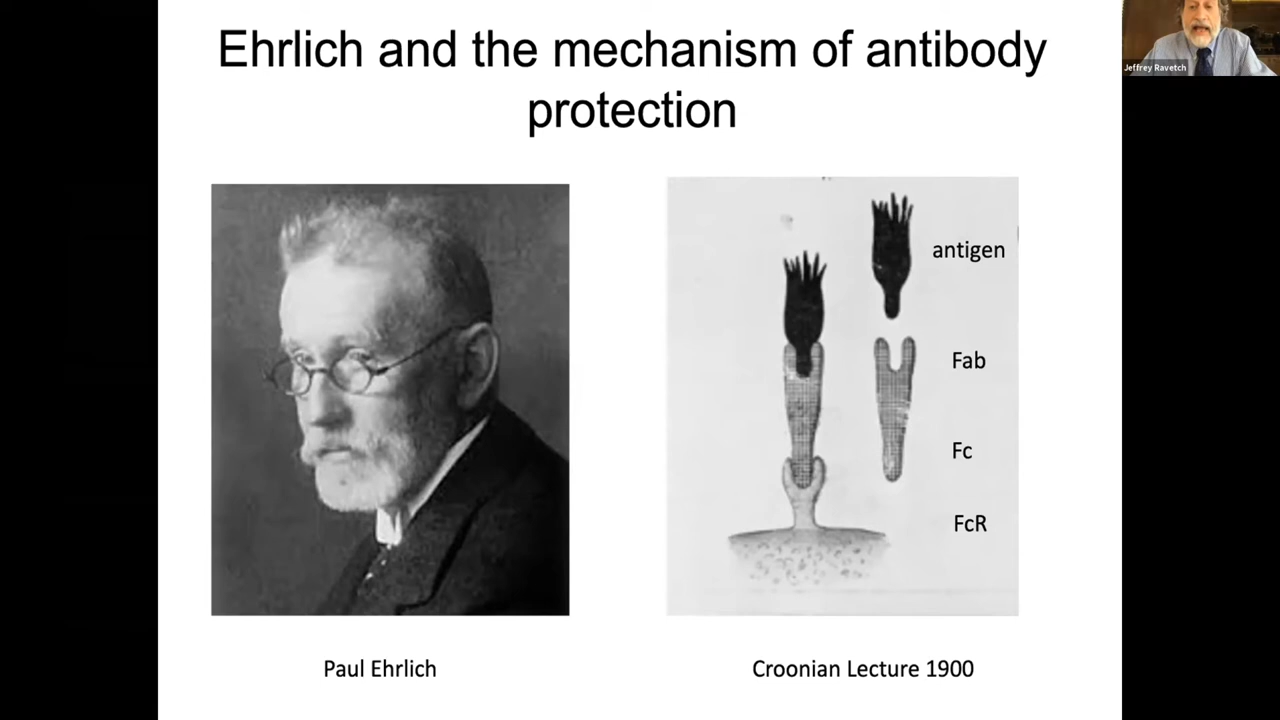 Ehrlich and the mechanism of antibody
protection
Jeffrey Ravetch
antigen
Fab
Fc
FcR
Paul Ehrlich
Croonian Lecture 1900